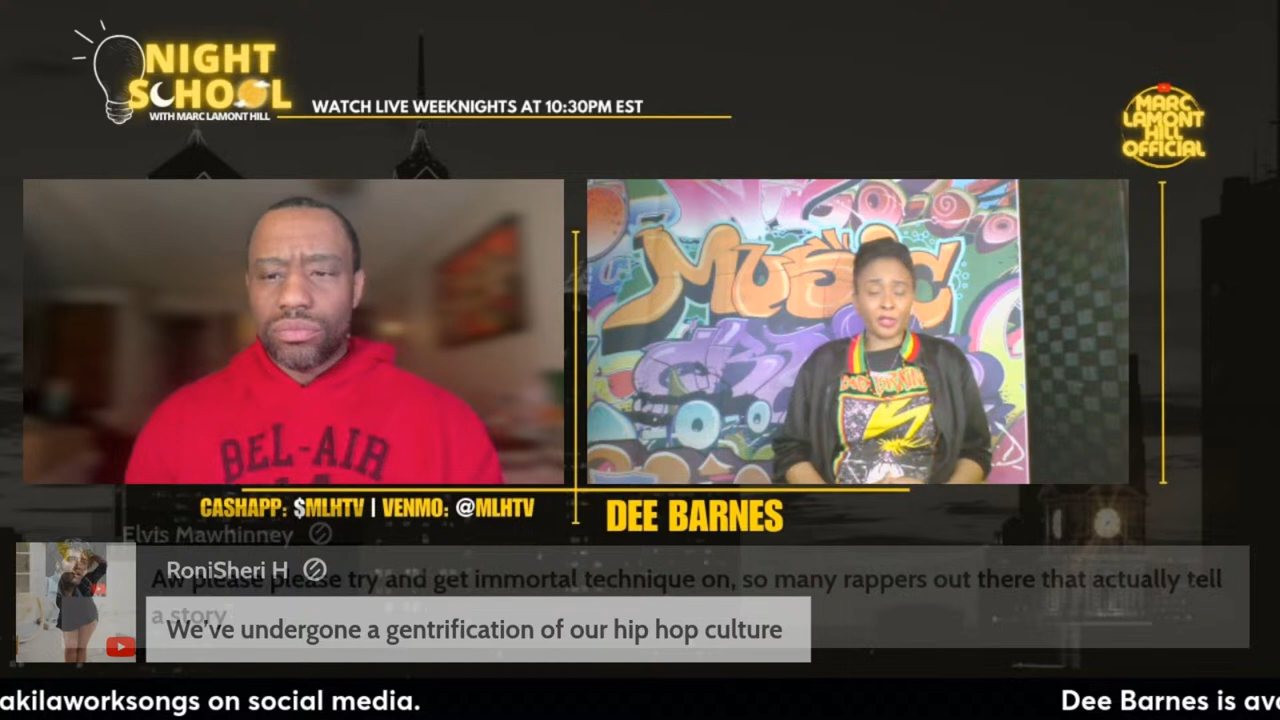 NIGHT
SCHOOL
WITH MARC LAMONT HILL
WATCH LIVE WEEKNIGHTS AT 10:30PM EST
MARC
LAMONT
HILL
OFFICIAL
MUSIC
BEL-AIR
BAD BRAINS
CASHAPP: $MLHTV | VENMO: @MLHTV
DEE BARNES
Elvis Mawhinney
RoniSheri H
Aw please please try and get immortal technique on, so many rappers out there that actually tell
a story
We've undergone a gentrification of our hip hop culture
akilaworksongs on social media.
Dee Barnes is ava